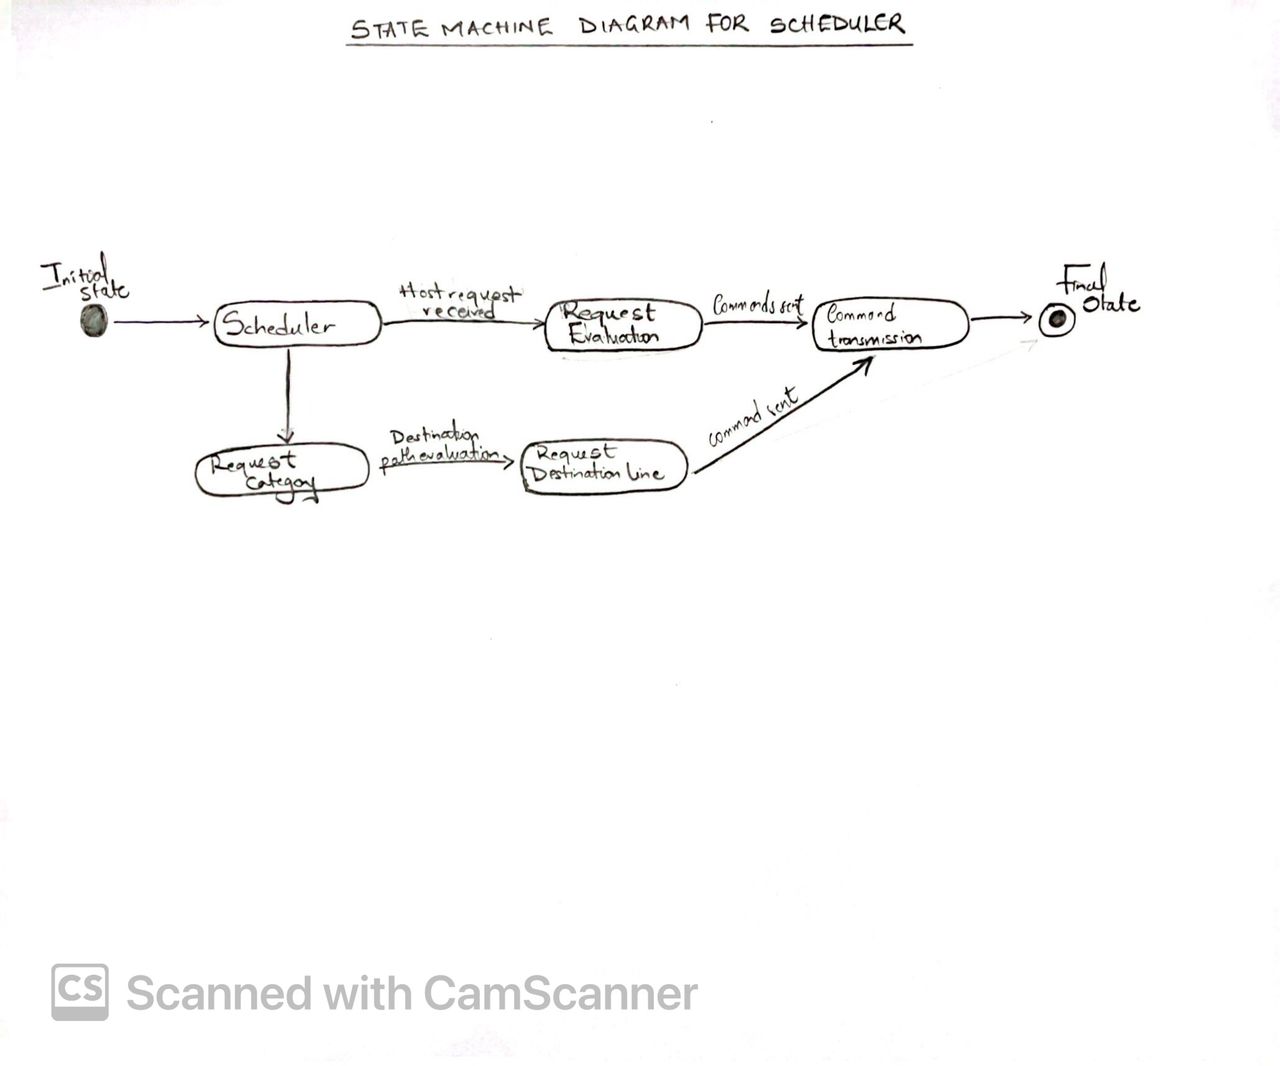 STATE MACHINE DIAGRAM FOR SCHEDULER
Initial
state
Scheduler
Host request
received
Request
Evaluation
Commands sent
Command
transmission
Final
State
Request
Category
Destination
path evaluation
Request
Destination line
command sent
CS Scanned with CamScanner